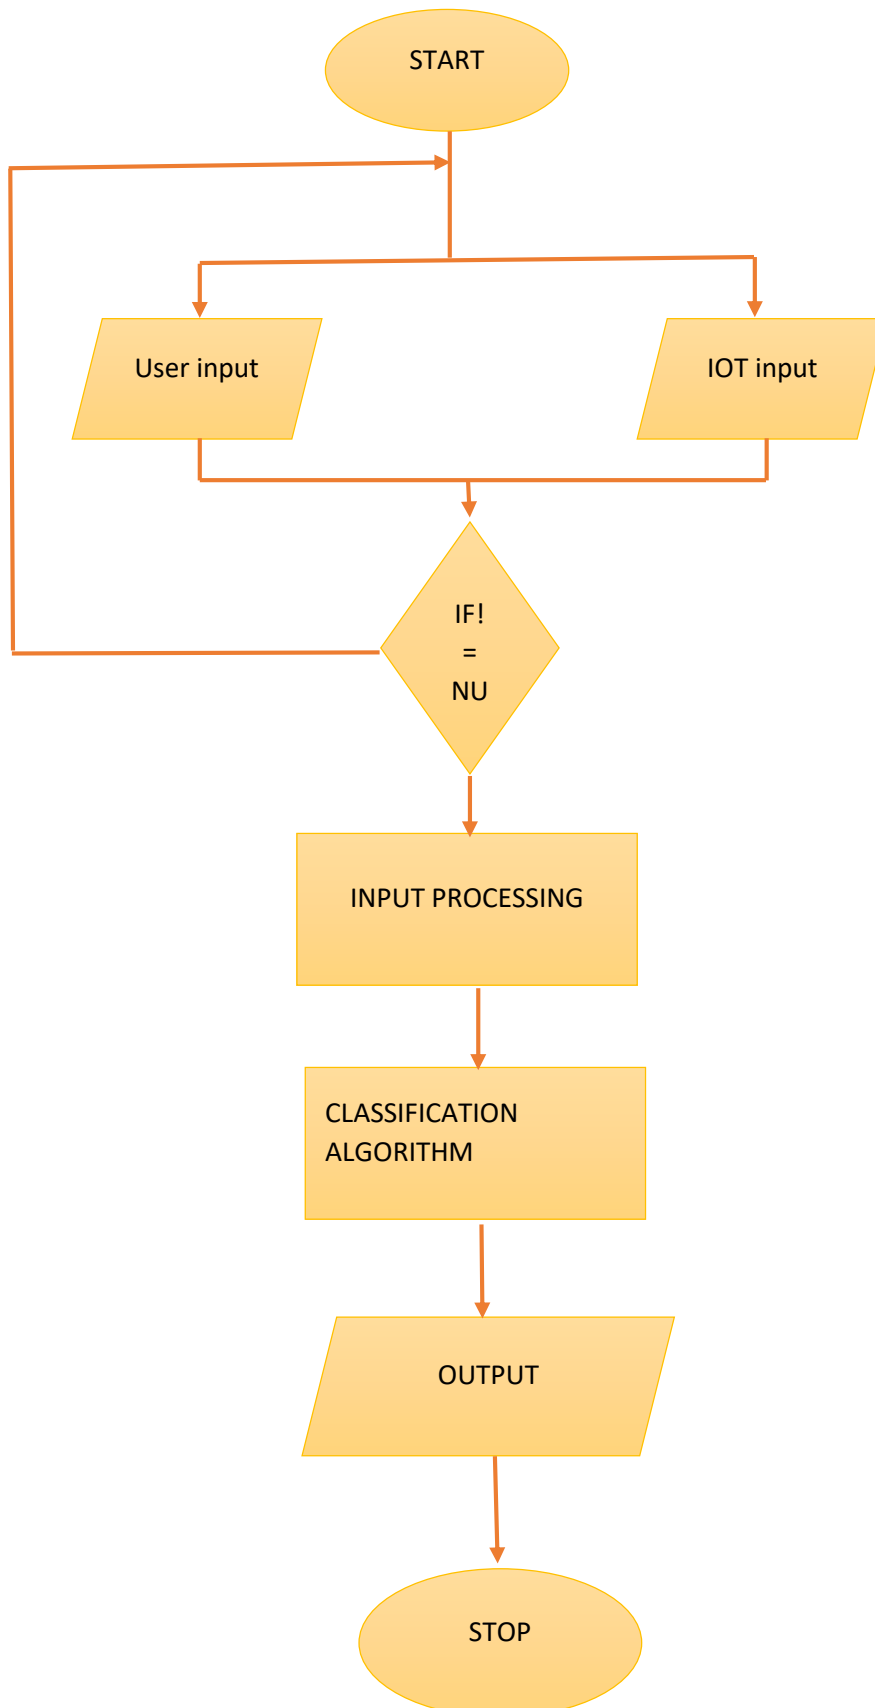 START
User input
IOT input
IF!
=
NU
INPUT PROCESSING
CLASSIFICATION
ALGORITHM
OUTPUT
STOP